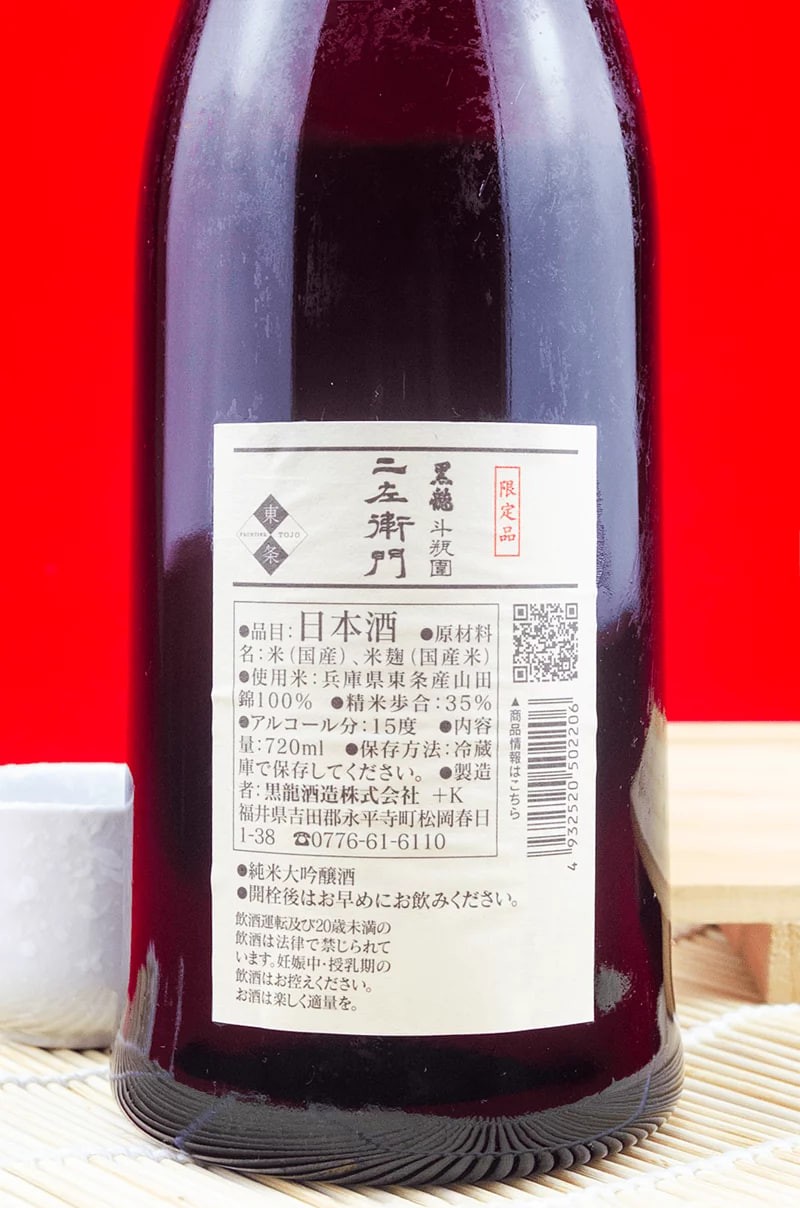 限定品
黒龍 斗瓶囲
二左衛門
東条
TOJO
●品目：日本酒 ●原材料
名：米（国産）、米麹（国産米）
●使用米：兵庫県東条産山田
錦100% ●精米歩合：35%
●アルコール分：15度 ●内容
量：720ml ●保存方法：冷蔵
庫で保存してください。 ●製造
者：黒龍酒造株式会社 +K
福井県吉田郡永平寺町松岡春日
1-38 ☎0776-61-6110
▲商品情報はこちら
4 932520 502206
●純米大吟醸酒
●開栓後はお早めにお飲みください。
飲酒運転及び20歳未満の
飲酒は法律で禁じられて
います。妊娠中・授乳期の
飲酒はお控えください。
お酒は楽しく適量を。